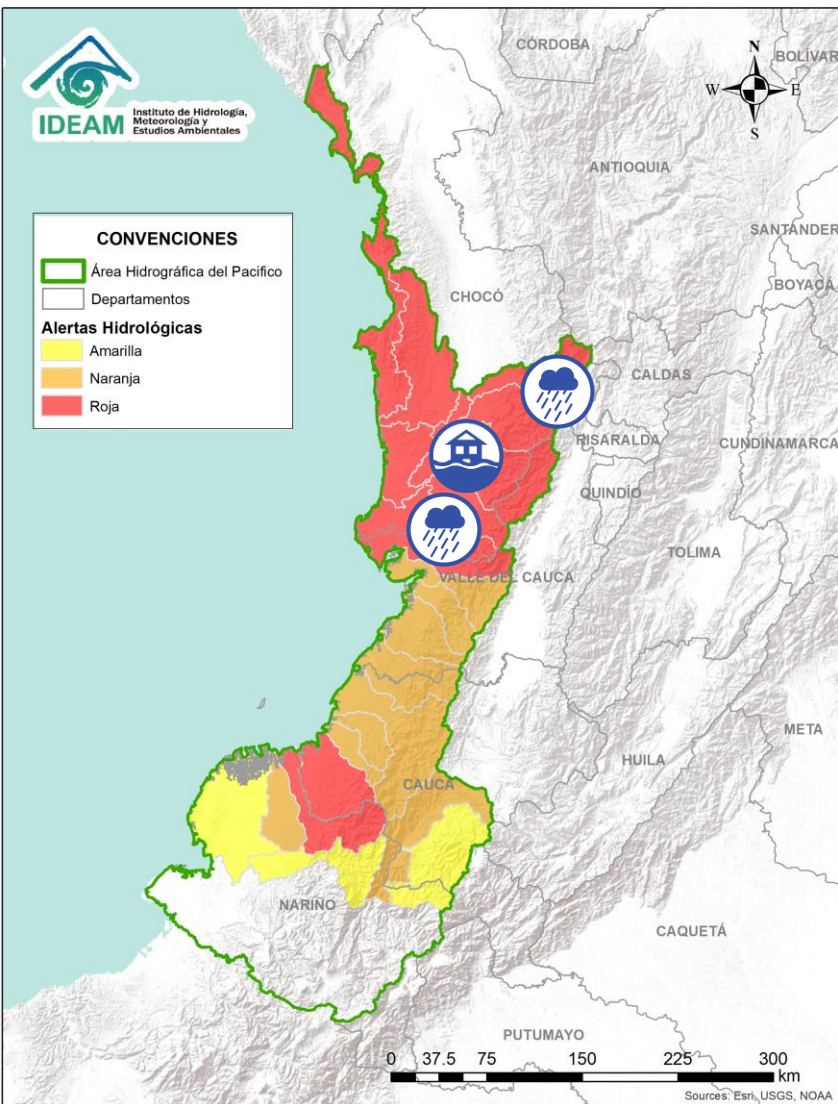 IDEAM
Instituto de Hidrología,
Meteorología y
Estudios Ambientales
CONVENCIONES
Área Hidrográfica del Pacifico
Departamentos
Alertas Hidrológicas
Amarilla
Naranja
Roja
N
W
E
S
CÓRDOBA
BOLÍVAR
ANTIOQUIA
SANTANDER
BOYACÁ
CHOCÓ
CALDAS
RISARALDA
CUNDINAMARCA
QUINDÍO
TOLIMA
VALLE DEL CAUCA
META
HUILA
CAUCA
NARIÑO
CAQUETÁ
PUTUMAYO
0 37.5 75 150 225 300
km
Sources: Esri, USGS, NOAA